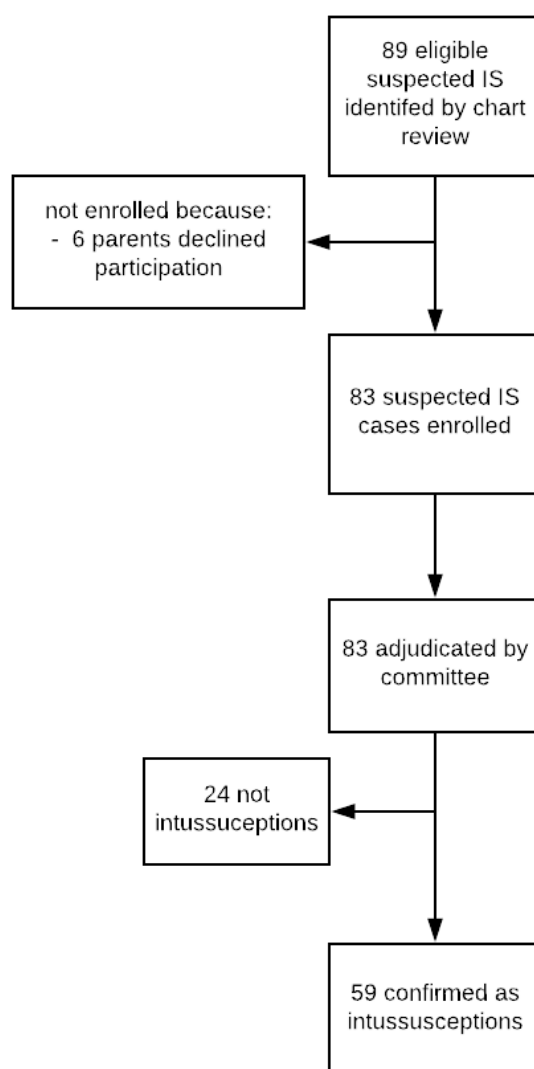 89 eligible
suspected IS
identifed by chart
review
not enrolled because:
- 6 parents declined
participation
83 suspected IS
cases enrolled
83 adjudicated by
committee
24 not
intussuceptions
59 confirmed as
intussusceptions